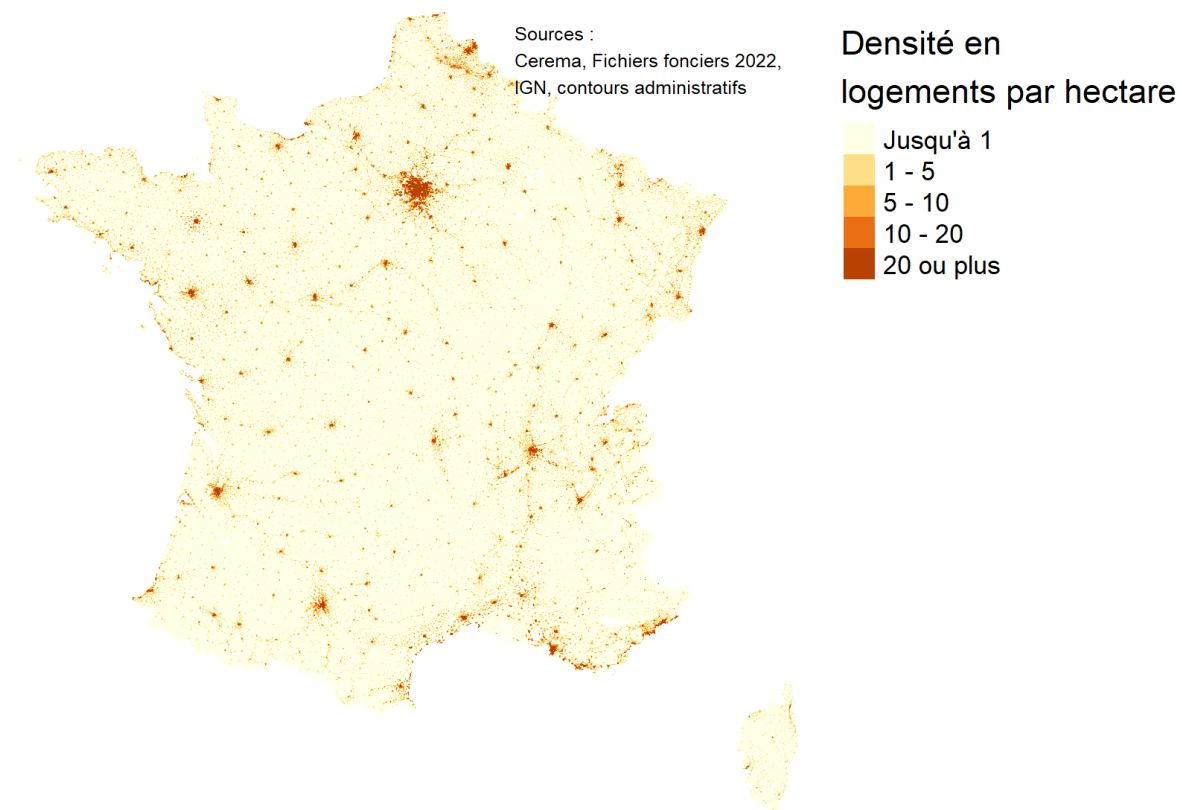 Sources :
Cerema, Fichiers fonciers 2022,
IGN, contours administratifs
Densité en
logements par hectare
Jusqu'à 1
1 - 5
5 - 10
10 - 20
20 ou plus